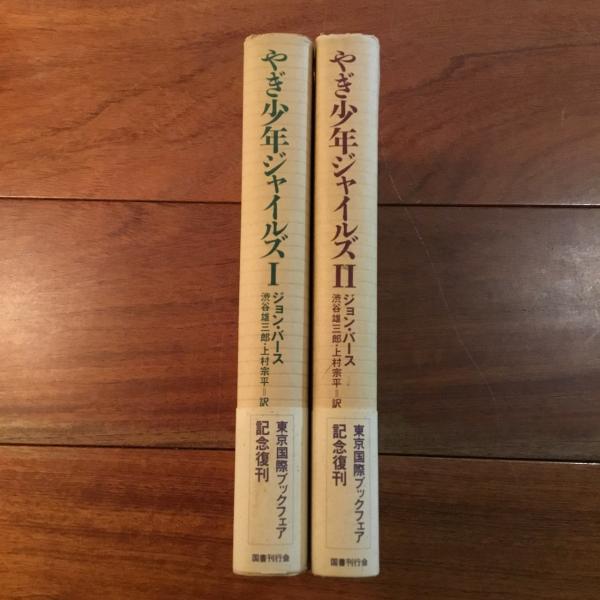 やぎ少年ジャイルズ I
ジョン・バース
渋谷雄三郎・上村宗平=訳
東京国際ブックフェア
記念復刊
国書刊行会
やぎ少年ジャイルズ II
ジョン・バース
渋谷雄三郎・上村宗平=訳
東京国際ブックフェア
記念復刊
国書刊行会